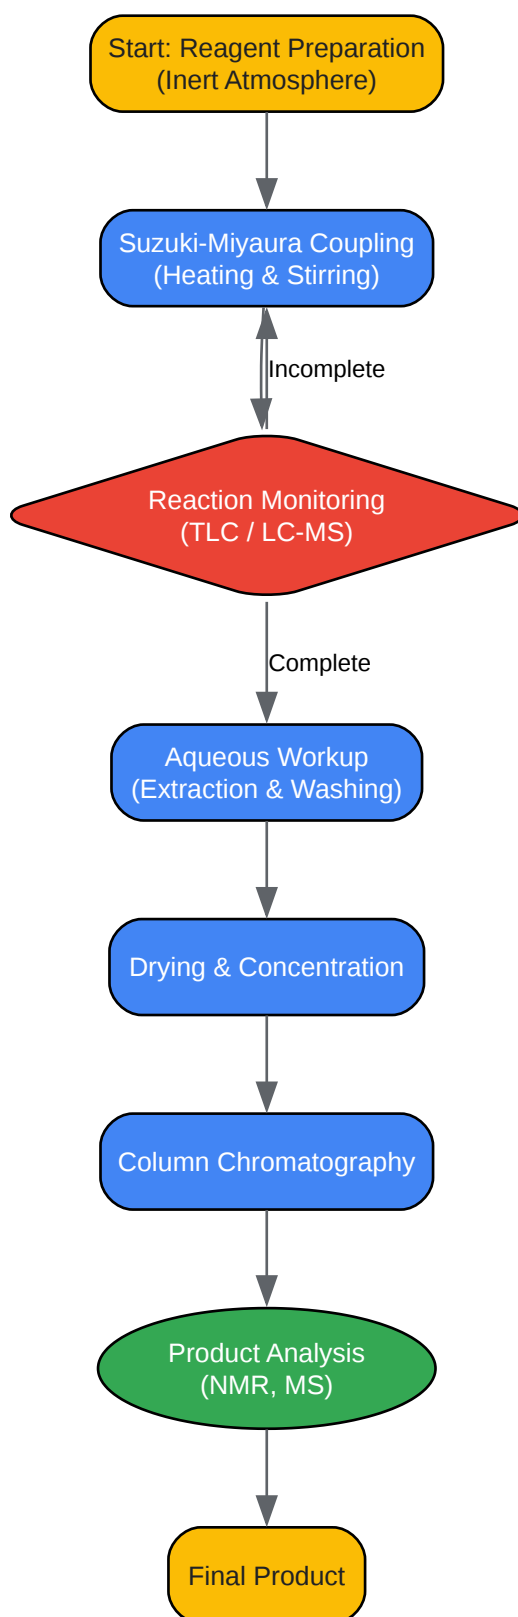 Start: Reagent Preparation
(Inert Atmosphere)
Suzuki-Miyaura Coupling
(Heating & Stirring)
Incomplete
Reaction Monitoring
(TLC / LC-MS)
Complete
Aqueous Workup
(Extraction & Washing)
Drying & Concentration
Column Chromatography
Product Analysis
(NMR, MS)
Final Product